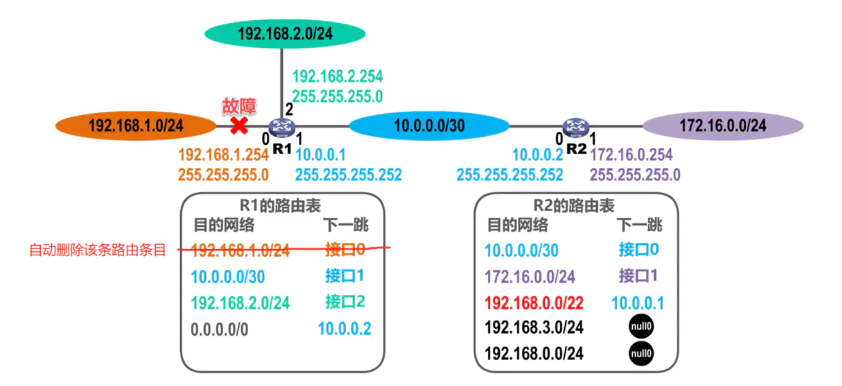 192.168.2.0/24
192.168.2.254
255.255.255.0
故障
2
192.168.1.0/24
10.0.0.0/30
172.16.0.0/24
0
R1
1
0
R2
1
192.168.1.254
255.255.255.0
10.0.0.1
255.255.255.252
10.0.0.2
255.255.255.252
172.16.0.254
255.255.255.0
R1的路由表
目的网络 下一跳
自动删除该条路由条目
192.168.1.0/24 接口0
10.0.0.0/30 接口1
192.168.2.0/24 接口2
0.0.0.0/0 10.0.0.2
R2的路由表
目的网络 下一跳
10.0.0.0/30 接口0
172.16.0.0/24 接口1
192.168.0.0/22 10.0.0.1
192.168.3.0/24 null0
192.168.0.0/24 null0